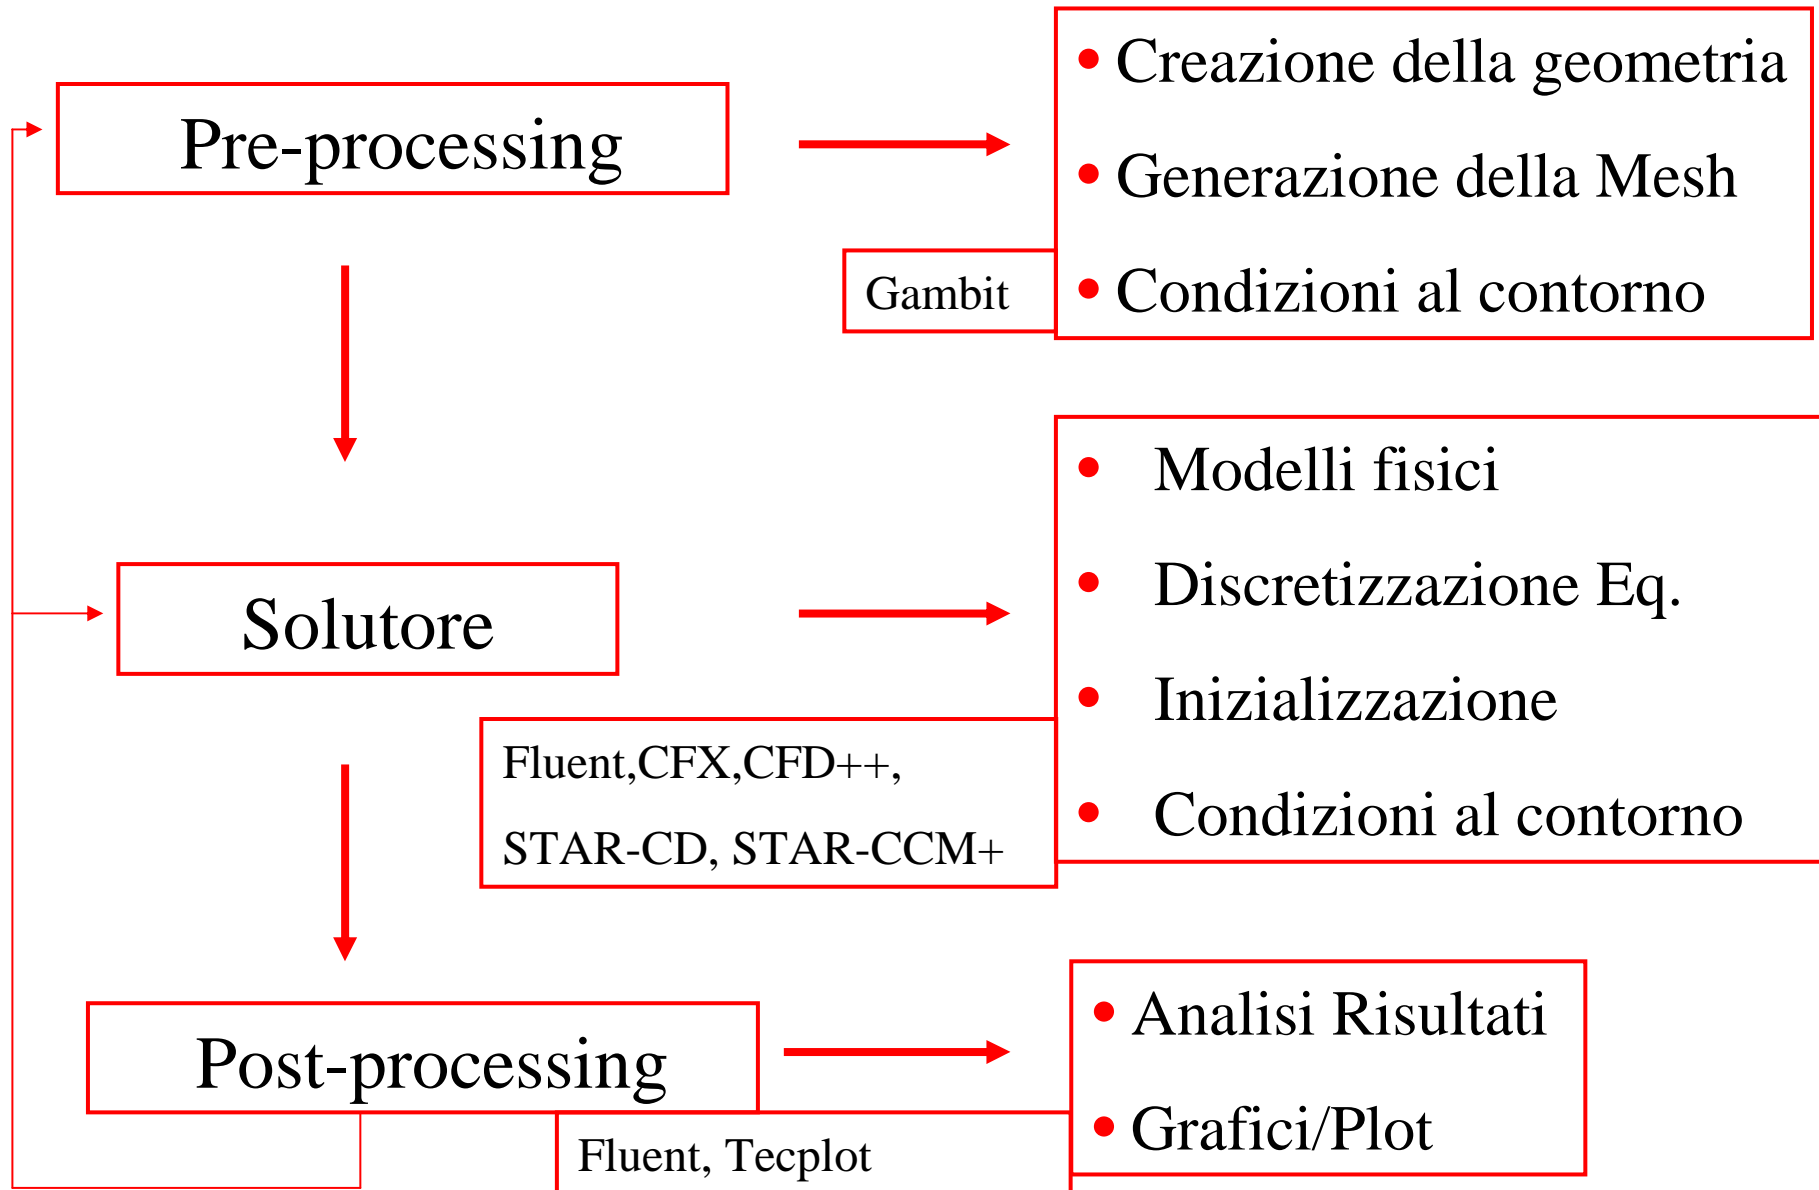 Pre-processing
• Creazione della geometria
• Generazione della Mesh
• Condizioni al contorno
Gambit
Solutore
• Modelli fisici
• Discretizzazione Eq.
• Inizializzazione
• Condizioni al contorno
Fluent,CFX,CFD++,
STAR-CD, STAR-CCM+
Post-processing
• Analisi Risultati
• Grafici/Plot
Fluent, Tecplot